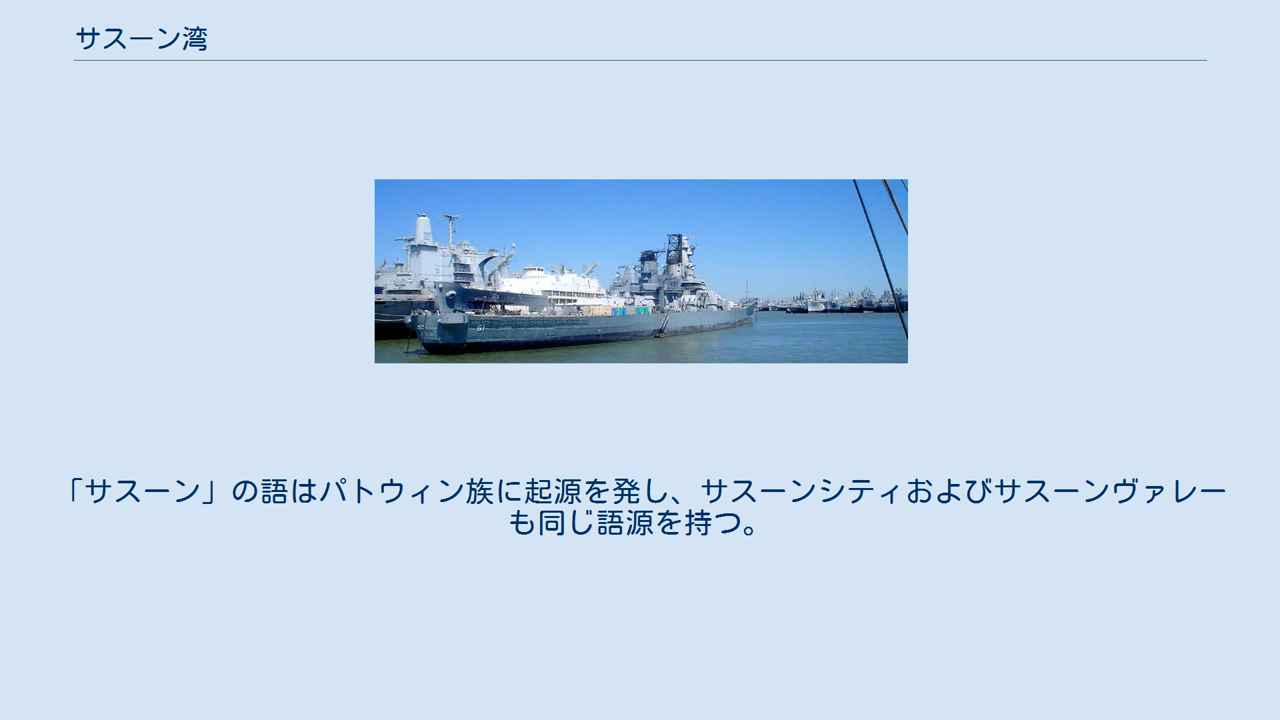 サスーン湾
61
「サスーン」の語はパトウィン族に起源を発し、サスーンシティおよびサスーンヴァレー
も同じ語源を持つ。